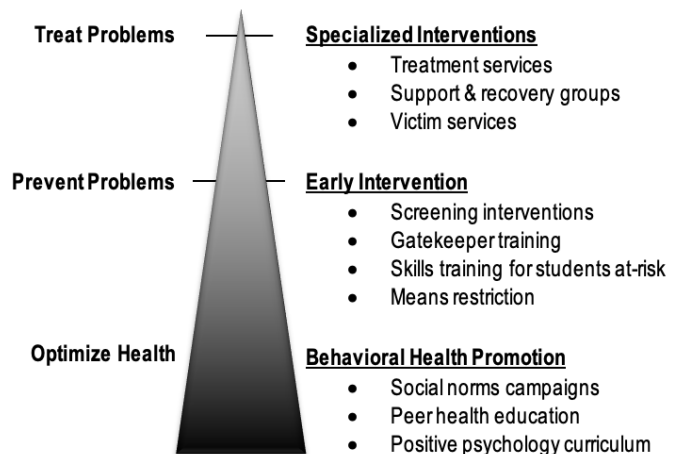 Treat Problems
Specialized Interventions
• Treatment services
• Support & recovery groups
• Victim services
Prevent Problems
Early Intervention
• Screening interventions
• Gatekeeper training
• Skills training for students at-risk
• Means restriction
Optimize Health
Behavioral Health Promotion
• Social norms campaigns
• Peer health education
• Positive psychology curriculum